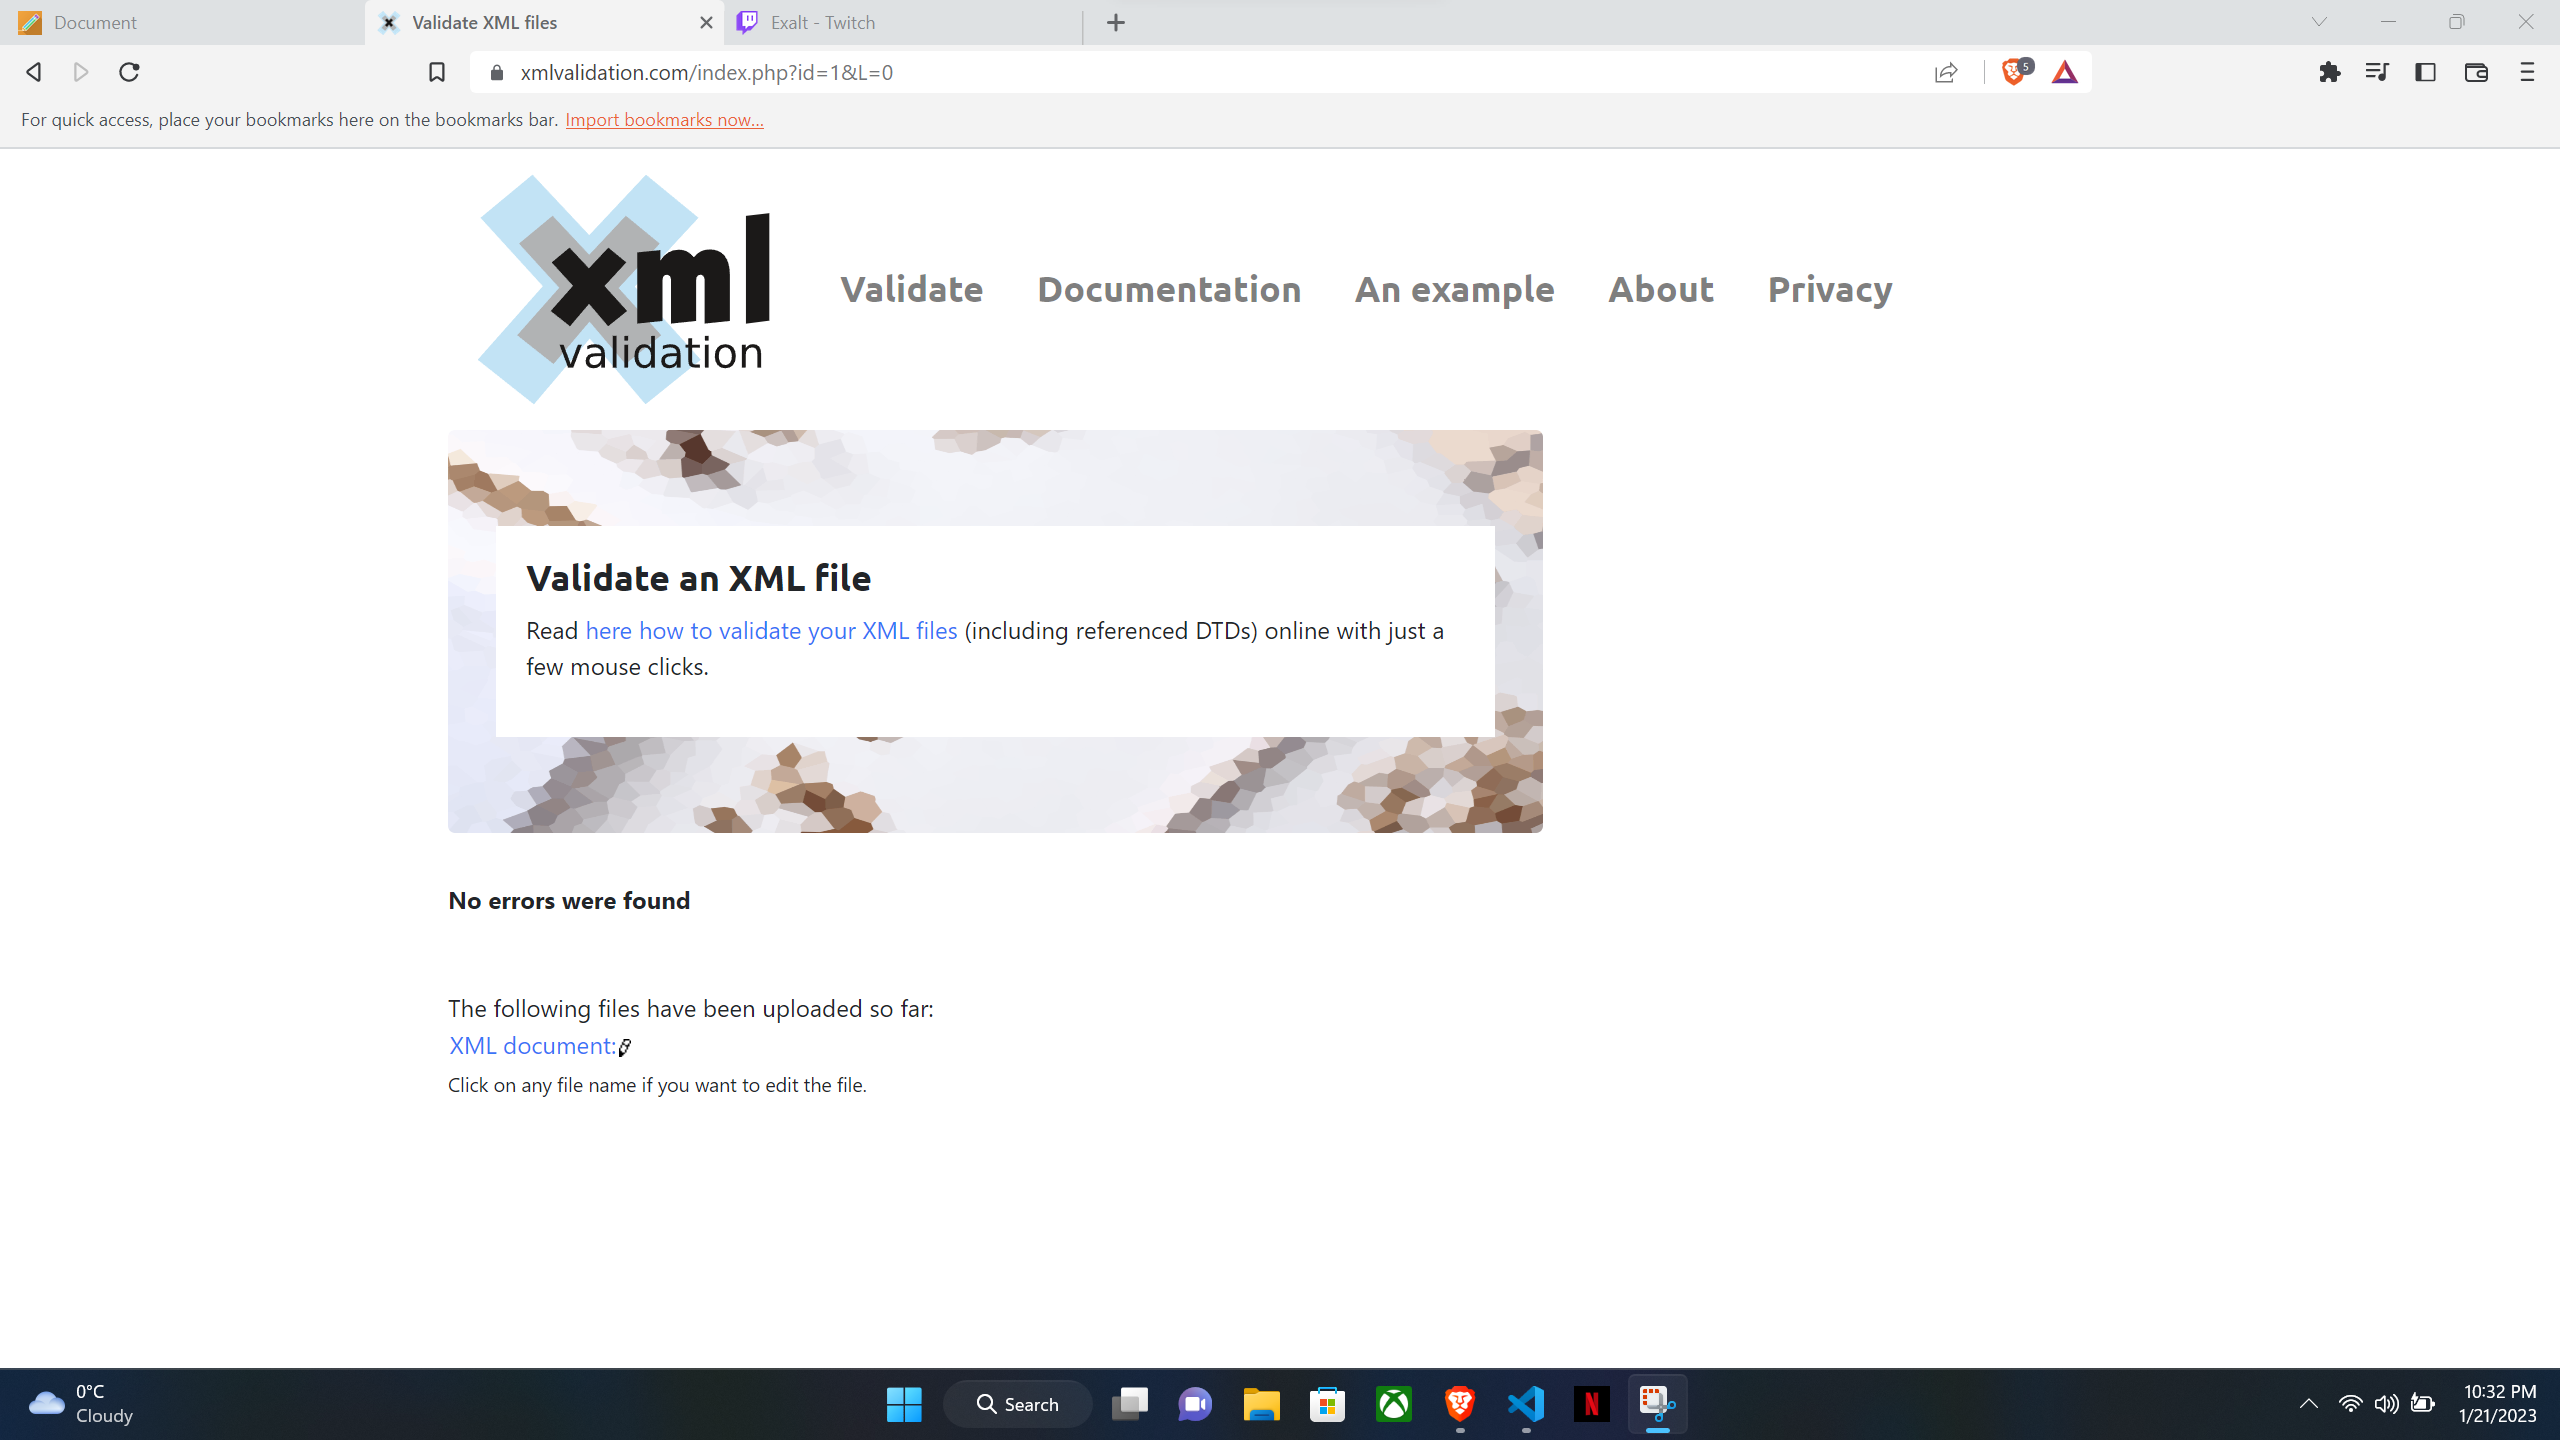 Document
Validate XML files
Exalt - Twitch
xmlvalidation.com/index.php?id=1&L=0
5
For quick access, place your bookmarks here on the bookmarks bar. Import bookmarks now...
xml
validation
Validate
Documentation
An example
About
Privacy
Validate an XML file
Read here how to validate your XML files (including referenced DTDs) online with just a
few mouse clicks.
No errors were found
The following files have been uploaded so far:
XML document:
Click on any file name if you want to edit the file.
0°C
Cloudy
Search
N
10:32 PM
1/21/2023